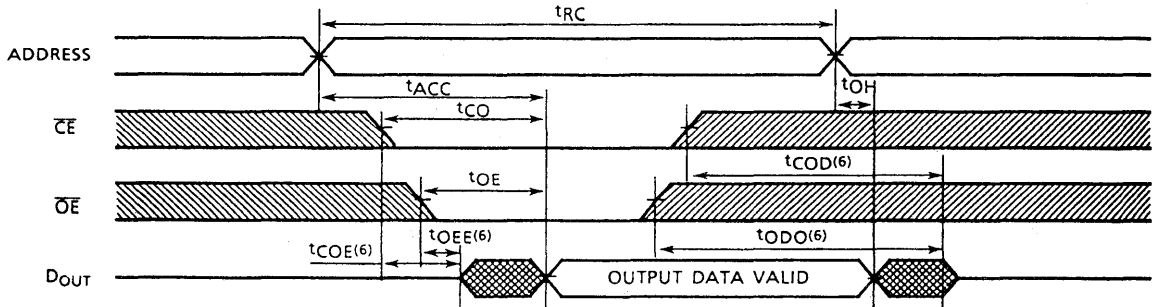 tRC
ADDRESS
tACC
tOH
tCO
CE
tCOD(6)
tOE
OE
tOEE(6)
tODO(6)
tCOE(6)
DOUT
OUTPUT DATA VALID